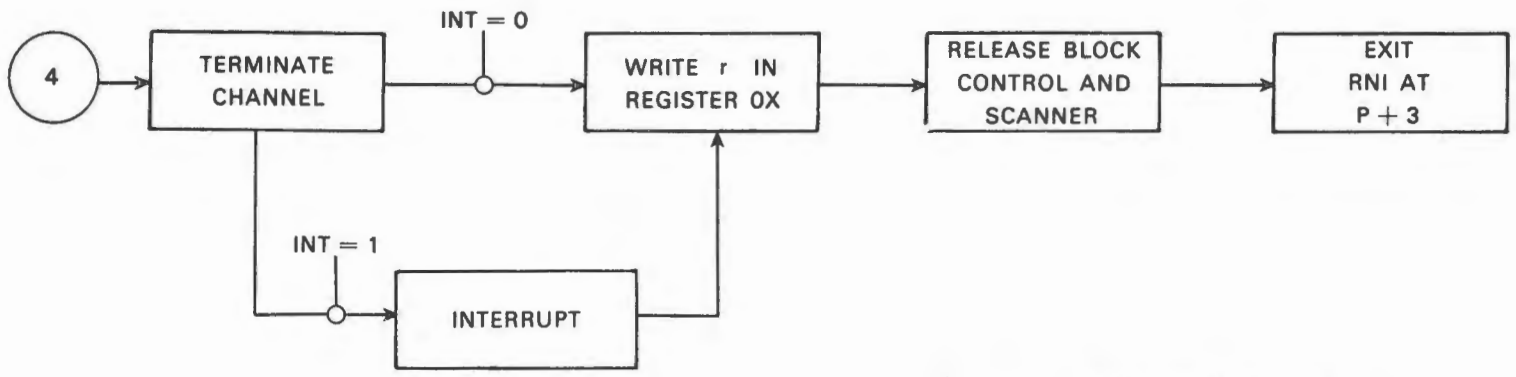 INT = 0
4
TERMINATE
CHANNEL
WRITE r IN
REGISTER 0X
RELEASE BLOCK
CONTROL AND
SCANNER
EXIT
RNI AT
P + 3
INT = 1
INTERRUPT